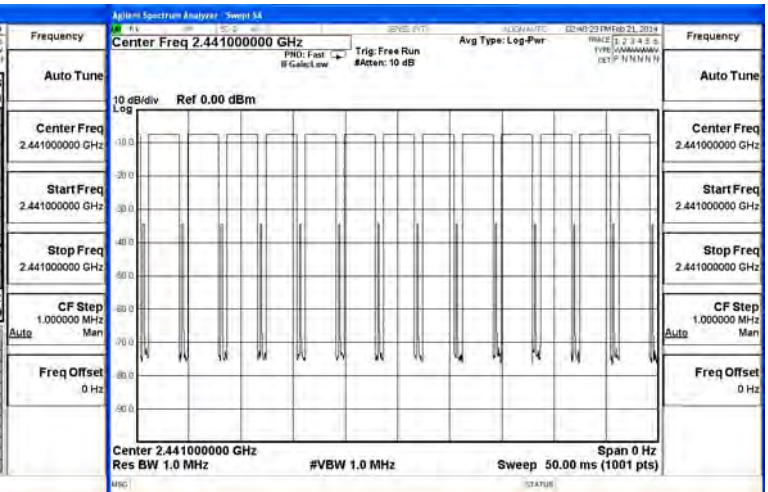 Agilent Spectrum Analyzer - Swept SA
02:40:29 PM Feb 21, 2014
Center Freq 2.441000000 GHz
Avg Type: Log-Pwr
TRACE 1 2 3 4 5 6
PNO: Fast
Trig: Free Run
TYPE
IFGain:Low
#Atten: 10 dB
DET P N N N N N
10 dB/div
Log
Ref 0.00 dBm
-10.0
-20.0
-30.0
-40.0
-50.0
-60.0
-70.0
-80.0
-90.0
Center 2.441000000 GHz
Span 0 Hz
Res BW 1.0 MHz
#VBW 1.0 MHz
Sweep 50.00 ms (1001 pts)
MSG
STATUS
Frequency
Auto Tune
Center Freq
2.441000000 GHz
Start Freq
2.441000000 GHz
Stop Freq
2.441000000 GHz
CF Step
1.000000 MHz
Auto Man
Freq Offset
0 Hz
Frequency
Auto Tune
Center Freq
2.441000000 GHz
Start Freq
2.441000000 GHz
Stop Freq
2.441000000 GHz
CF Step
1.000000 MHz
Auto Man
Freq Offset
0 Hz